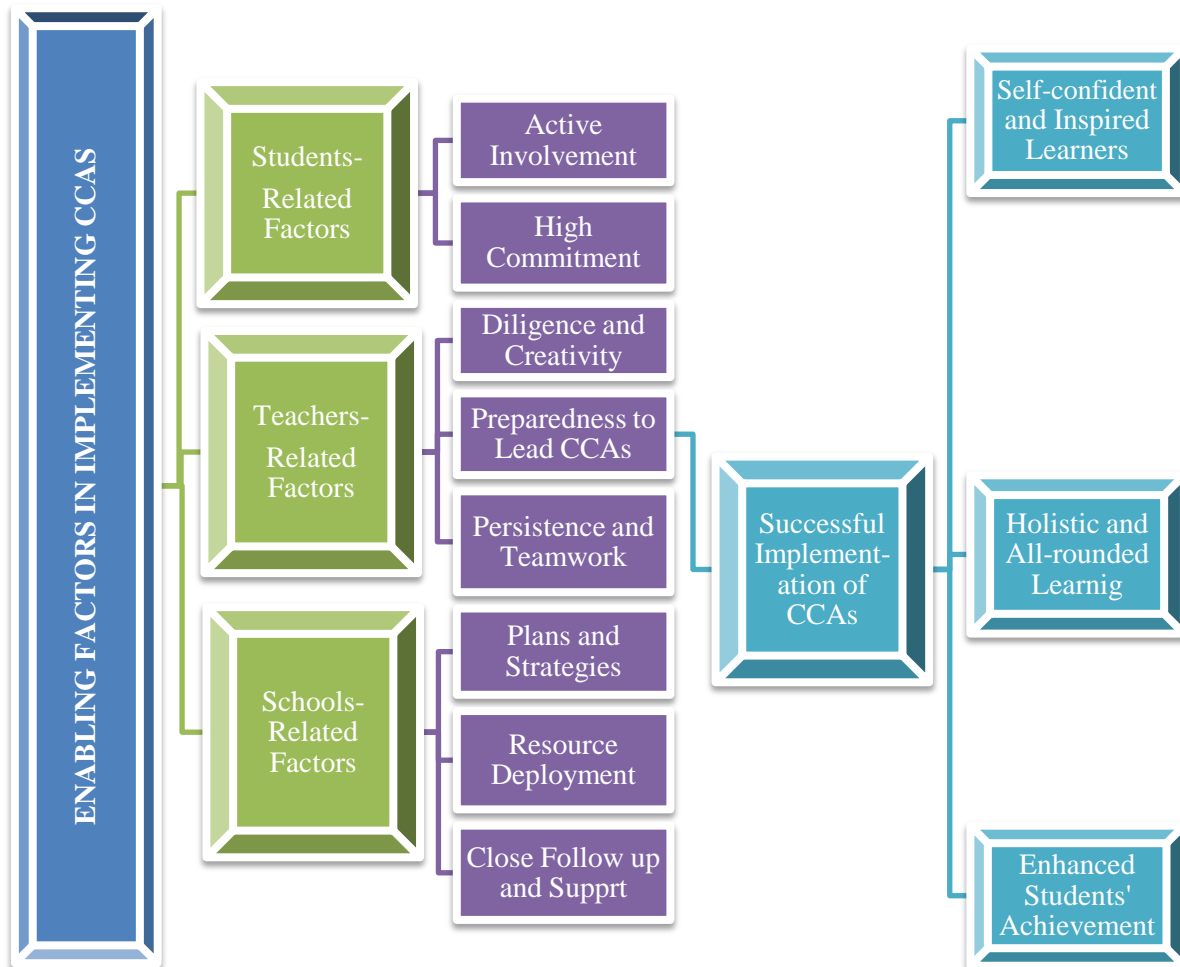 ENABLING FACTORS IN IMPLEMENTING CCAS
Students-
Related
Factors
Active
Involvement
High
Commitment
Teachers-
Related
Factors
Diligence and
Creativity
Preparedness to
Lead CCAs
Persistence and
Teamwork
Schools-
Related
Factors
Plans and
Strategies
Resource
Deployment
Close Follow up
and Supprt
Successful
Implement-
ation of
CCAs
Self-confident
and Inspired
Learners
Holistic and
All-rounded
Learnig
Enhanced
Students'
Achievement